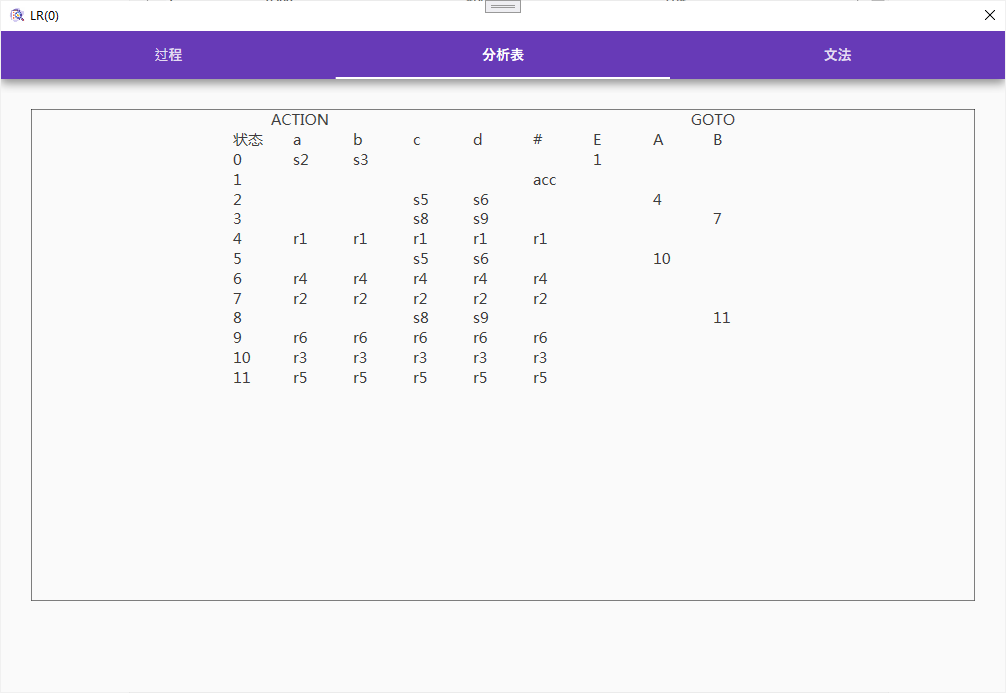 LR(0)
过程 分析表 文法
ACTION GOTO
状态 a b c d # E A B
0 s2 s3 1
1 acc
2 s5 s6 4
3 s8 s9 7
4 r1 r1 r1 r1 r1
5 s5 s6 10
6 r4 r4 r4 r4 r4
7 r2 r2 r2 r2 r2
8 s8 s9 11
9 r6 r6 r6 r6 r6
10 r3 r3 r3 r3 r3
11 r5 r5 r5 r5 r5